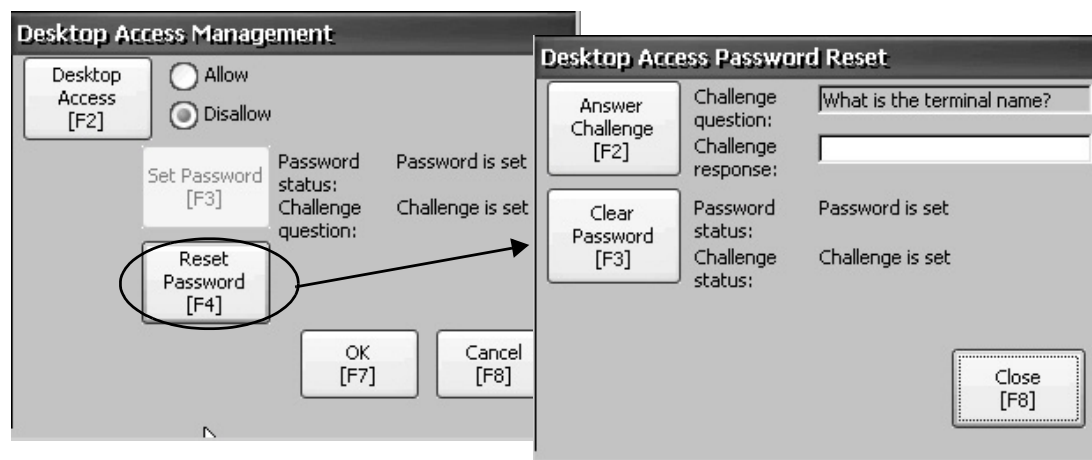 Desktop Access Management
Desktop
Access
[F2]
Allow
Disallow
Set Password
[F3]
Password
status:
Password is set
Challenge
question:
Challenge is set
Reset
Password
[F4]
OK
[F7]
Cancel
[F8]
Desktop Access Password Reset
Answer
Challenge
[F2]
Challenge
question:
What is the terminal name?
Challenge
response:
Clear
Password
[F3]
Password
status:
Password is set
Challenge
status:
Challenge is set
Close
[F8]